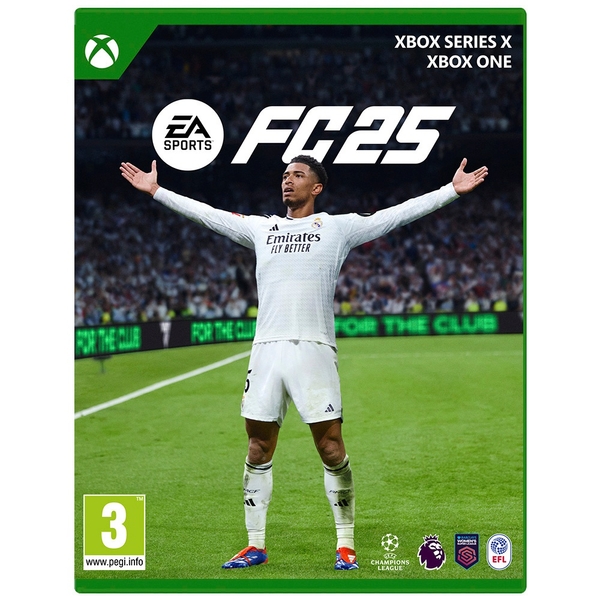 XBOX SERIES X
XBOX ONE
EA
SPORTS
FC25
Emirates
FLY BETTER
FOR THE CLUB
FOR THE CLUB
FOR THE CLUB
5
3
www.pegi.info
CHAMPIONS
LEAGUE
EFL